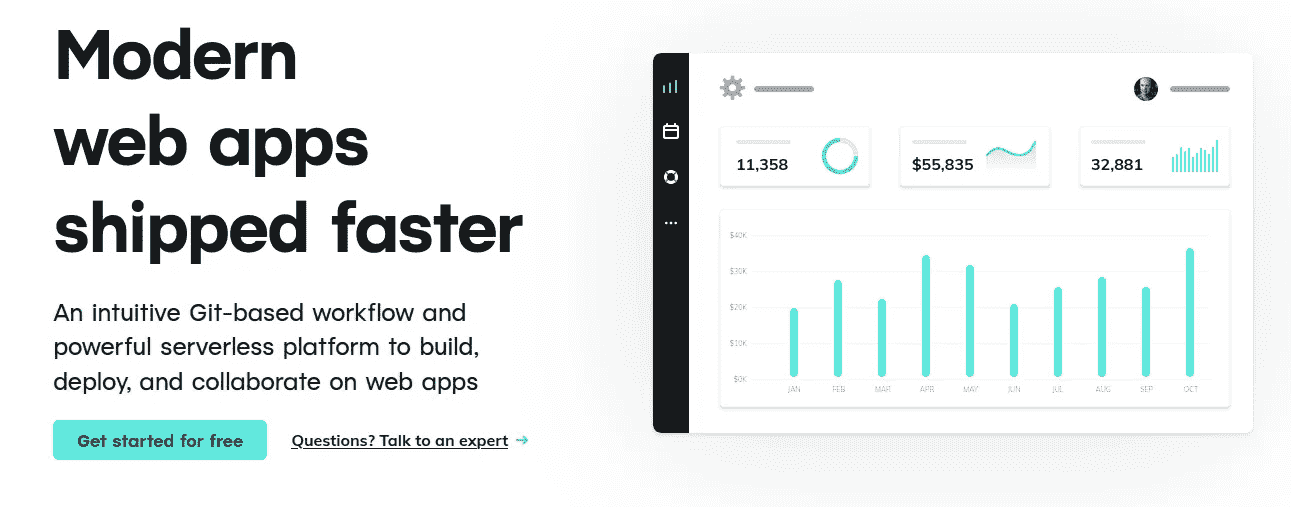 Modern
web apps
shipped faster
An intuitive Git-based workflow and
powerful serverless platform to build,
deploy, and collaborate on web apps
Get started for free
Questions? Talk to an expert
11,358
$55,835
32,881
$40K
$30K
$20K
$10K
$0K
JAN FEB MAR APR MAY JUN JUL AUG SEP OCT